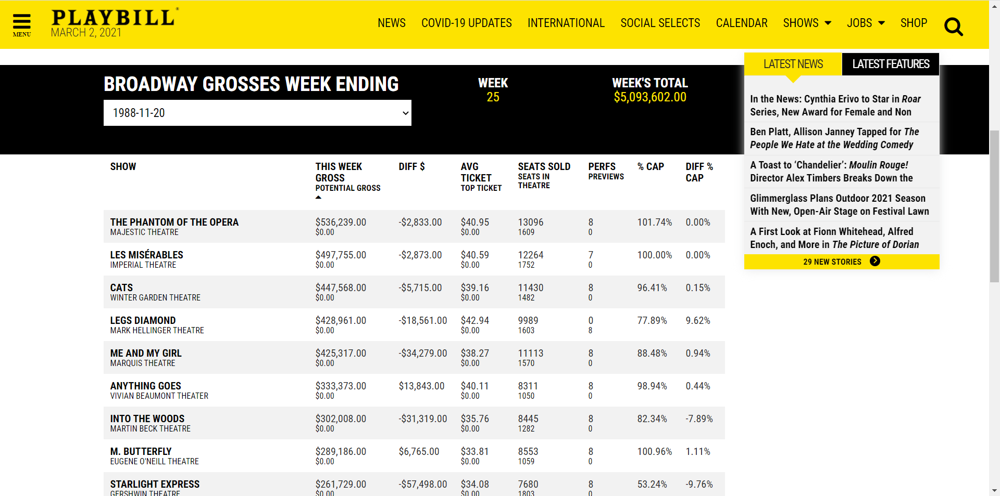 MENU
PLAYBILL®
MARCH 2, 2021
NEWS COVID-19 UPDATES INTERNATIONAL SOCIAL SELECTS CALENDAR SHOWS JOBS SHOP
BROADWAY GROSSES WEEK ENDING
1988-11-20
WEEK
25
WEEK'S TOTAL
$5,093,602.00
LATEST NEWS LATEST FEATURES
In the News: Cynthia Erivo to Star in Roar
Series, New Award for Female and Non
Ben Platt, Allison Janney Tapped for The
People We Hate at the Wedding Comedy
A Toast to ‘Chandelier’: Moulin Rouge!
Director Alex Timbers Breaks Down the
Glimmerglass Plans Outdoor 2021 Season
With New, Open-Air Stage on Festival Lawn
A First Look at Fionn Whitehead, Alfred
Enoch, and More in The Picture of Dorian
29 NEW STORIES
SHOW THIS WEEK DIFF $ AVG SEATS SOLD PERFS % CAP DIFF %
GROSS TICKET SEATS IN PREVIEWS CAP
POTENTIAL GROSS TOP TICKET THEATRE
THE PHANTOM OF THE OPERA $536,239.00 -$2,833.00 $40.95 13096 8 101.74% 0.00%
MAJESTIC THEATRE $0.00 $0.00 1609 0
LES MISÉRABLES $497,755.00 -$2,873.00 $40.59 12264 7 100.00% 0.00%
IMPERIAL THEATRE $0.00 $0.00 1752 0
CATS $447,568.00 -$5,715.00 $39.16 11430 8 96.41% 0.15%
WINTER GARDEN THEATRE $0.00 $0.00 1482 0
LEGS DIAMOND $428,961.00 -$18,561.00 $42.94 9989 0 77.89% 9.62%
MARK HELLINGER THEATRE $0.00 $0.00 1603 8
ME AND MY GIRL $425,317.00 -$34,279.00 $38.27 11113 8 88.48% 0.94%
MARQUIS THEATRE $0.00 $0.00 1570 0
ANYTHING GOES $333,373.00 $13,843.00 $40.11 8311 8 98.94% 0.44%
VIVIAN BEAUMONT THEATER $0.00 $0.00 1050 0
INTO THE WOODS $302,008.00 -$31,319.00 $35.76 8445 8 82.34% -7.89%
MARTIN BECK THEATRE $0.00 $0.00 1282 0
M. BUTTERFLY $289,186.00 $6,765.00 $33.81 8553 8 100.96% 1.11%
EUGENE O'NEILL THEATRE $0.00 $0.00 1059 0
STARLIGHT EXPRESS $261,729.00 -$57,498.00 $34.08 7680 8 53.24% -9.76%
GERSHWIN THEATRE $0.00 $0.00 1803 0